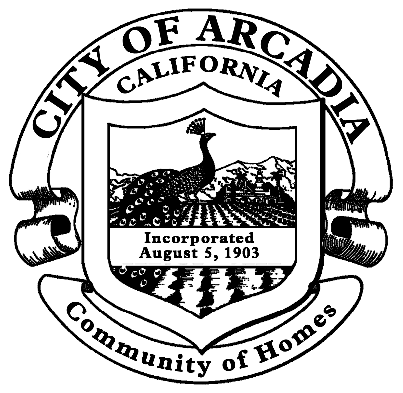 CITY OF ARCADIA
CALIFORNIA
Incorporated
August 5, 1903
Community of Homes